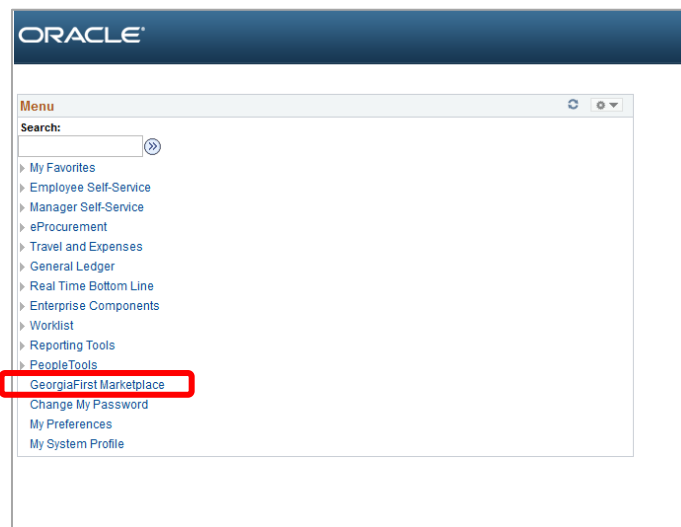 ORACLE
Menu
Search:
My Favorites
Employee Self-Service
Manager Self-Service
eProcurement
Travel and Expenses
General Ledger
Real Time Bottom Line
Enterprise Components
Worklist
Reporting Tools
PeopleTools
GeorgiaFirst Marketplace
Change My Password
My Preferences
My System Profile